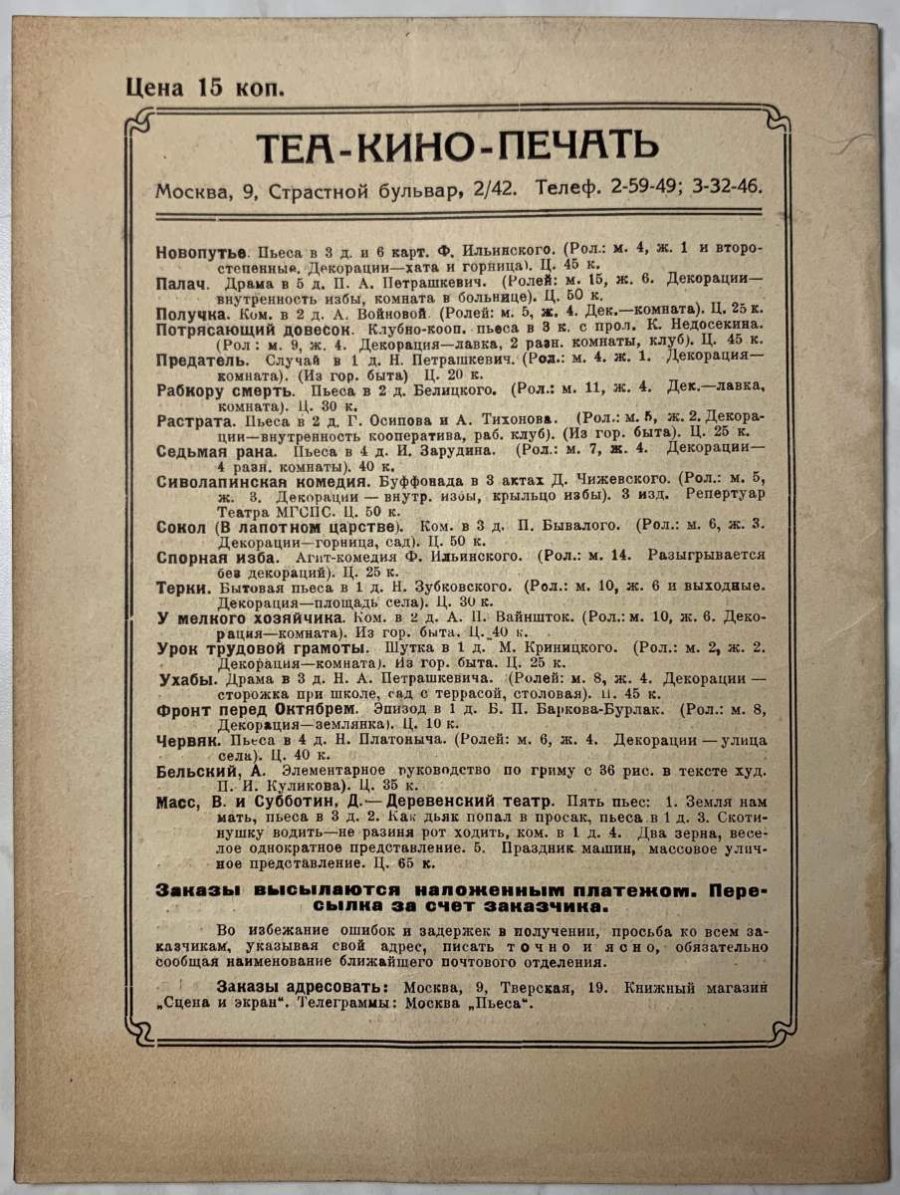 Цена 15 коп.
ТЕА-КИНО-ПЕЧАТЬ
Москва, 9, Страстной бульвар, 2/42. Телеф. 2-59-49; 3-32-46.
Новопутье. Пьеса в 3 д. и 6 карт. Ф. Ильинского. (Рол.: м. 4, ж. 1 и второ-
степенные. Декорации—хата и горница). Ц. 45 к.
Палач. Драма в 5 д. П. А. Петрашкевич. (Ролей: м. 15, ж. 6. Декорации—
внутренность избы, комната в больнице). Ц. 50 к.
Получка. Ком. в 2 д. А. Войновой. (Ролей: м. 5, ж. 4. Дек.—комната). Ц. 25 к.
Потрясающий довесок. Клубно-кооп. пьеса в 3 к. с прол. К. Недосекина.
(Рол : м. 9, ж. 4. Декорация—лавка, 2 разн. комнаты, клуб). Ц. 45 к.
Предатель. Случай в 1 д. Н. Петрашкевич. (Рол.: м. 4. ж. 1. Декорация—
комната). (Из гор. быта) Ц. 20 к.
Рабкору смерть. Пьеса в 2 д. Белицкого. (Рол.: м. 11, ж. 4. Дек.—лавка,
комната). Ц. 30 к.
Растрата. Пьеса в 2 д. Г. Осипова и А. Тихонова. (Рол.: м. 5, ж. 2. Декора-
ции—внутренность кооператива, раб. клуб). (Из гор. быта). Ц. 25 к.
Седьмая рана. Пьеса в 4 д. И. Зарудина. (Рол.: м. 7, ж. 4. Декорации—
4 разн. комнаты). 40 к.
Сиволапинская комедия. Буффонада в 3 актах Д. Чижевского. (Рол.: м. 5,
ж. 3. Декорации — внутр. избы, крыльцо избы). 3 изд. Репертуар
Театра МГСПС. Ц. 50 к.
Сокол (В лапотном царстве). Ком. в 3 д. П. Бывалого. (Рол.: м. 6, ж. 3.
Декорации—горница, сад). Ц. 50 к.
Спорная изба. Агит-комедия Ф. Ильинского. (Рол.: м. 14. Разыгрывается
без декораций). Ц. 25 к.
Терки. Бытовая пьеса в 1 д. Н. Зубковского. (Рол.: м. 10, ж. 6 и выходные.
Декорация—площадь села). Ц. 30 к.
У мелкого хозяйчика. Ком. в 2 д. А. П. Вайншток. (Рол.: м. 10, ж. 6. Деко-
рация—комната). Из гор. быта. Ц. 40 к.
Урок трудовой грамоты. Шутка в 1 д. М. Криницкого. (Рол.: м. 2, ж. 2.
Декорация—комната). Из гор. быта. Ц. 25 к.
Ухабы. Драма в 3 д. Н. А. Петрашкевича. (Ролей: м. 8, ж. 4. Декорации —
сторожка при школе, сад с террасой, столовая). Ц. 45 к.
Фронт перед Октябрем. Эпизод в 1 д. Б. П. Баркова-Бурлак. (Рол.: м. 8,
Декорация—землянка). Ц. 10 к.
Червяк. Пьеса в 4 д. Н. Платоныча. (Ролей: м. 6, ж. 4. Декорации — улица
села). Ц. 40 к.
Бельский, А. Элементарное руководство по гриму с 36 рис. в тексте худ.
П. И. Куликова). Ц. 35 к.
Масс, В. и Субботин, Д.— Деревенский театр. Пять пьес: 1. Земля нам
мать, пьеса в 3 д. 2. Как дьяк попал в просак, пьеса в 1 д. 3. Скоти-
нушку водить—не разиня рот ходить, ком. в 1 д. 4. Два зерна, весе-
лое однократное представление. 5. Праздник машин, массовое улич-
ное представление. Ц. 65 к.
Заказы высылаются наложенным платежом. Пере-
сылка за счет заказчика.
Во избежание ошибок и задержек в получении, просьба ко всем за-
казчикам, указывая свой адрес, писать точно и ясно, обязательно
сообщая наименование ближайшего почтового отделения.
Заказы адресовать: Москва, 9, Тверская, 19. Книжный магазин
„Сцена и экран“. Телеграммы: Москва „Пьеса“.